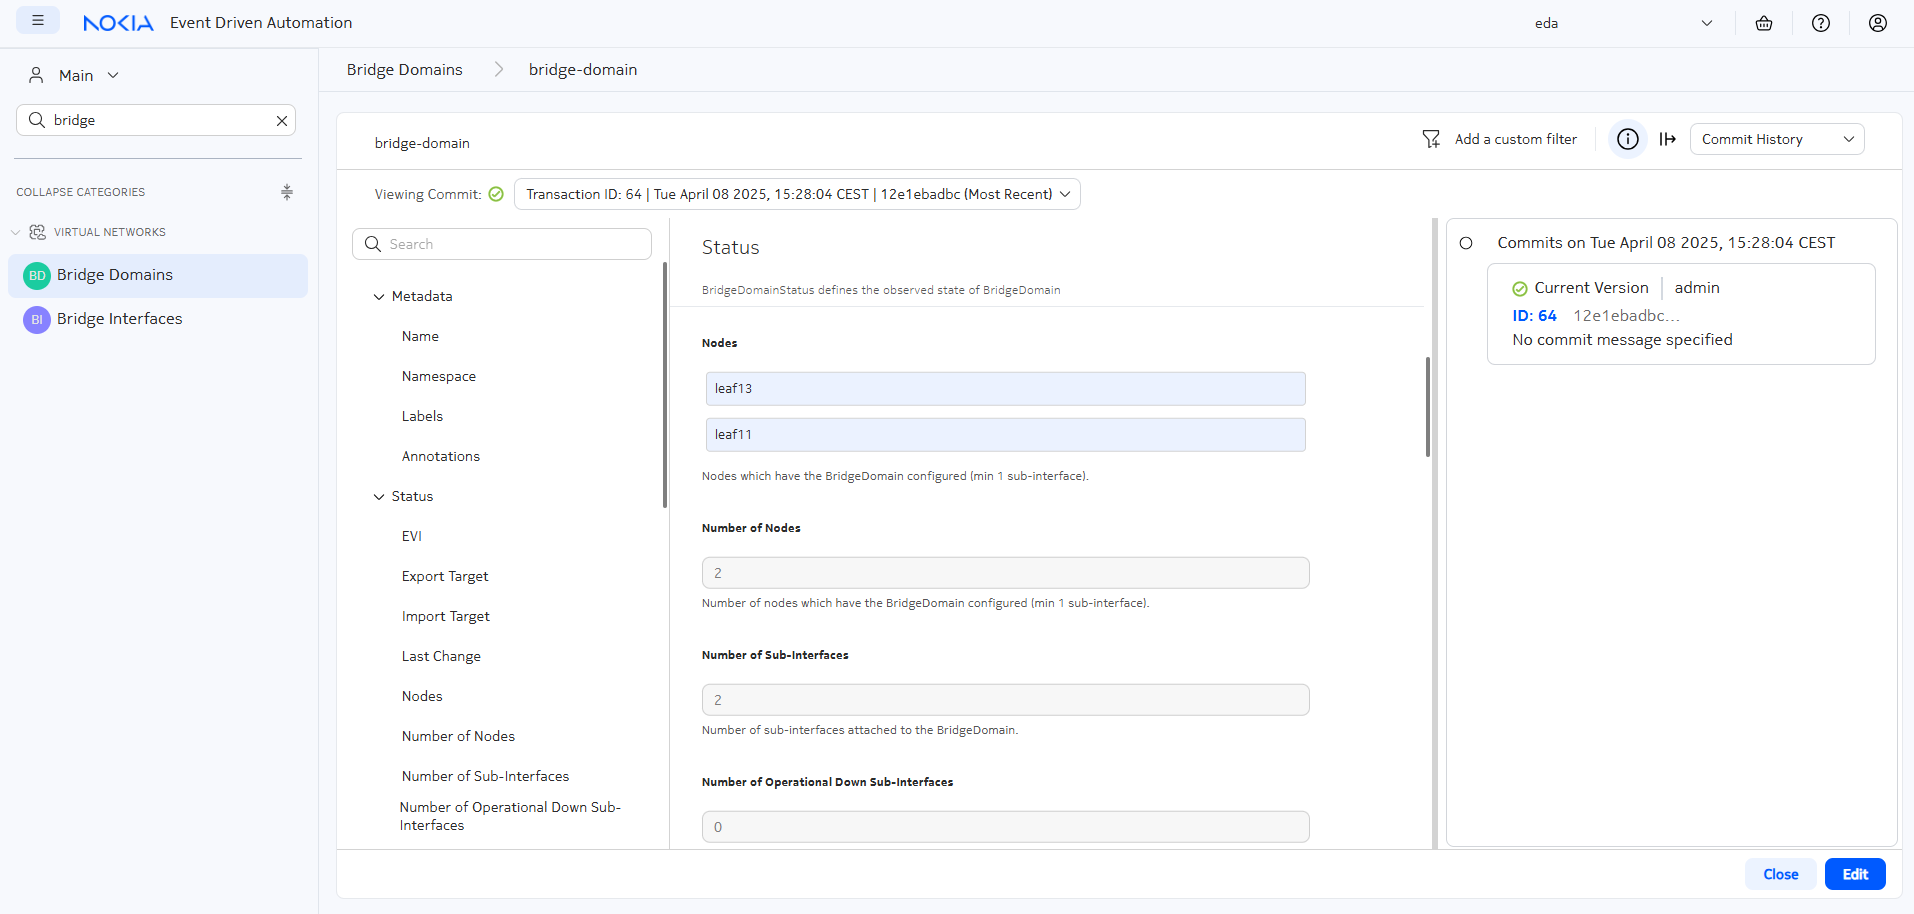 NOKIA Event Driven Automation
eda
Main
bridge
COLLAPSE CATEGORIES
VIRTUAL NETWORKS
BD Bridge Domains
BI Bridge Interfaces
Bridge Domains bridge-domain
bridge-domain
Add a custom filter
Commit History
Viewing Commit: Transaction ID: 64 | Tue April 08 2025, 15:28:04 CEST | 12e1ebadbc (Most Recent)
Search
Metadata
Name
Namespace
Labels
Annotations
Status
EVI
Export Target
Import Target
Last Change
Nodes
Number of Nodes
Number of Sub-Interfaces
Number of Operational Down Sub-
Interfaces
Status
BridgeDomainStatus defines the observed state of BridgeDomain
Nodes
leaf13
leaf11
Nodes which have the BridgeDomain configured (min 1 sub-interface).
Number of Nodes
2
Number of nodes which have the BridgeDomain configured (min 1 sub-interface).
Number of Sub-Interfaces
2
Number of sub-interfaces attached to the BridgeDomain.
Number of Operational Down Sub-Interfaces
0
Commits on Tue April 08 2025, 15:28:04 CEST
Current Version | admin
ID: 64 12e1ebadbc...
No commit message specified
Close
Edit